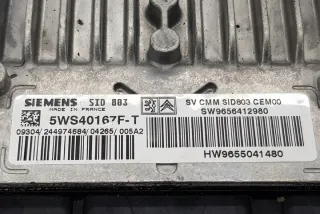 SIEMENS SID 803
MADE IN FRANCE
5WS40167F-T
09304/244974684/04265/005A2
SV CMM SID803 CEM00
SW9656412980
HW9655041480